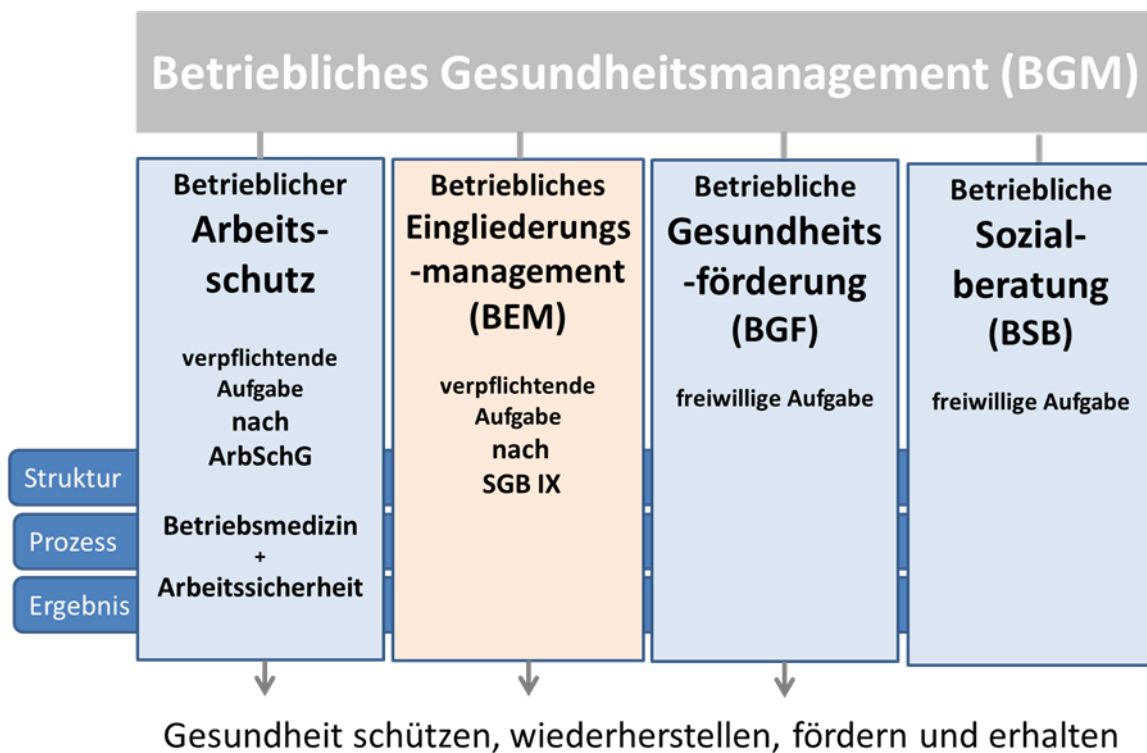 Betriebliches Gesundheitsmanagement (BGM)
Betrieblicher
Arbeits-
schutz
verpflichtende
Aufgabe
nach
ArbSchG
Betriebsmedizin
+
Arbeitssicherheit
Betriebliches
Eingliederungs
-management
(BEM)
verpflichtende
Aufgabe
nach
SGB IX
Betriebliche
Gesundheits
-förderung
(BGF)
freiwillige Aufgabe
Betriebliche
Sozial-
beratung
(BSB)
freiwillige Aufgabe
Struktur
Prozess
Ergebnis
Gesundheit schützen, wiederherstellen, fördern und erhalten